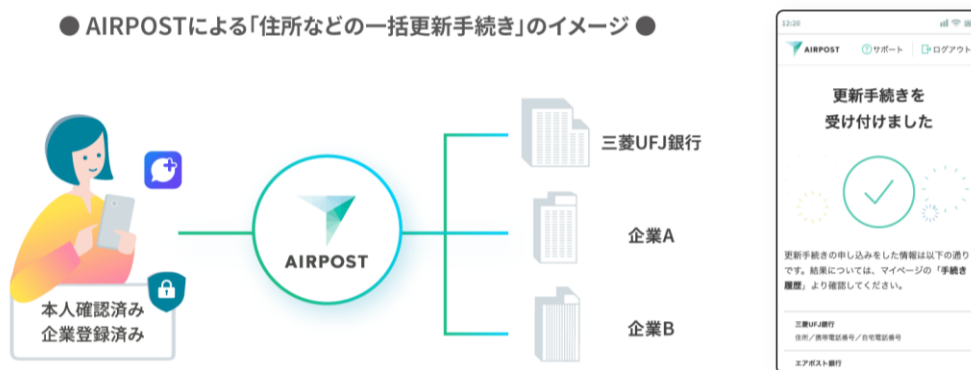 ● AIRPOSTによる「住所などの一括更新手続き」のイメージ ●
AIRPOST
本人確認済み
企業登録済み
三菱UFJ銀行
企業A
企業B
12:20
AIRPOST サポート ログアウト
更新手続きを
受け付けました
更新手続きの申し込みをした情報は以下の通り
です。結果については、マイページの「手続き
履歴」より確認してください。
三菱UFJ銀行
住所／携帯電話番号／自宅電話番号
エアポスト銀行